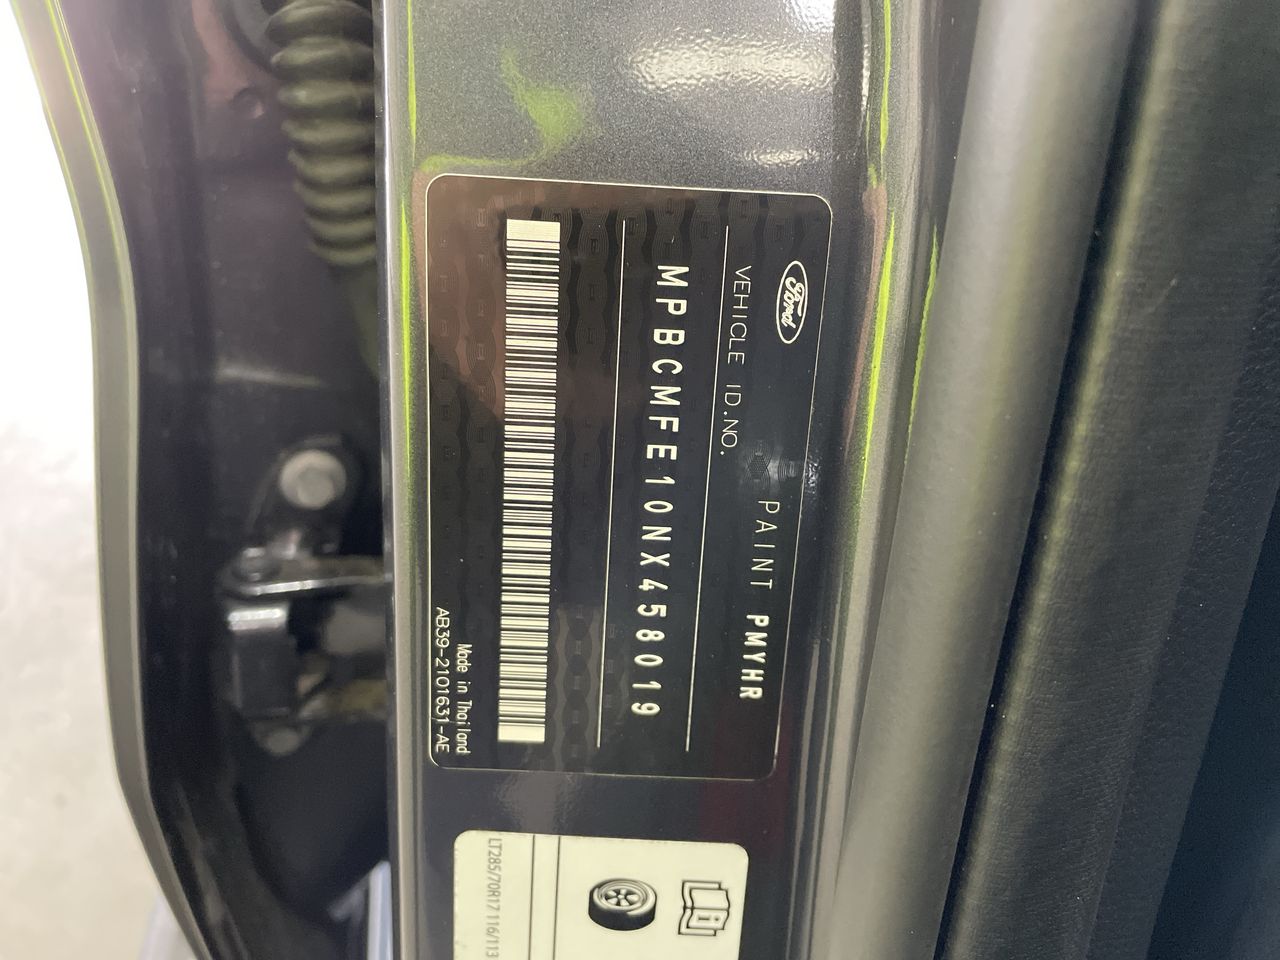 Ford
PAINT PMYHR
VEHICLE ID.NO.
MPBCMFE10NX458019
Made in Thailand
AB39-2101631-AE
LT285/70R17 116/113